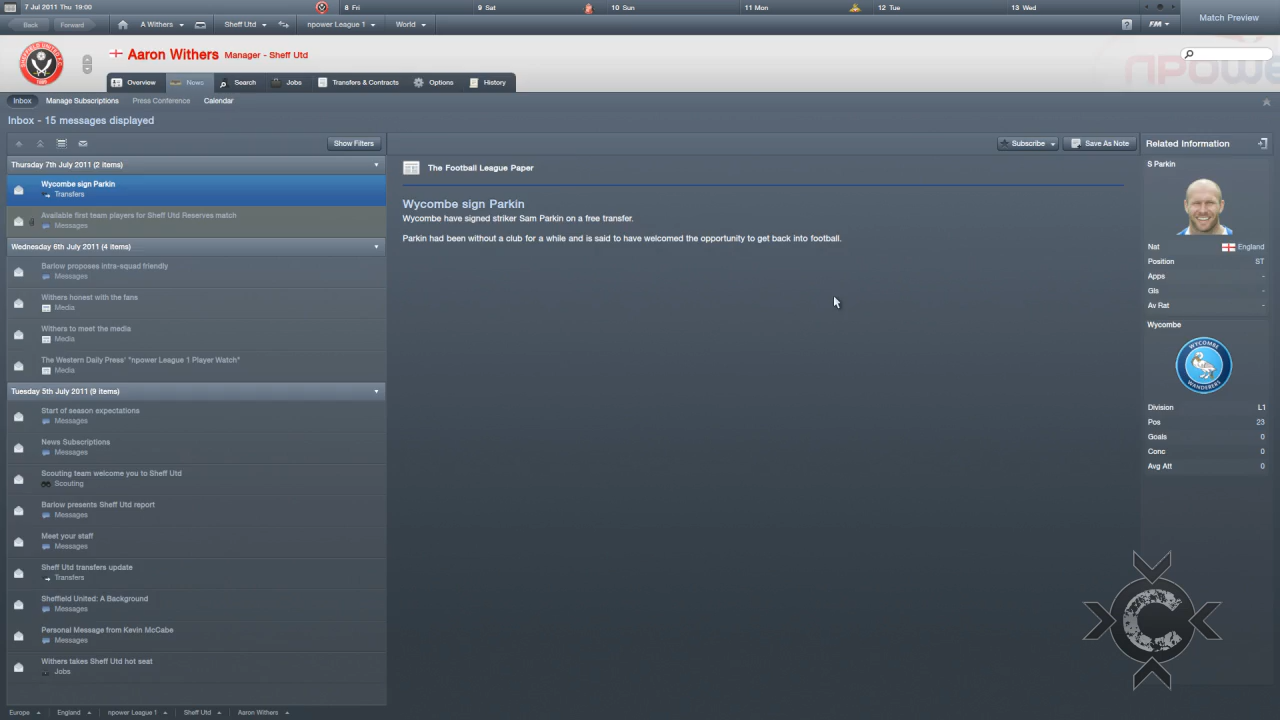 7 Jul 2011 Thu 19:00
8 Fri
9 Sat
10 Sun
11 Mon
12 Tue
13 Wed
Back
Forward
A Withers
Sheff Utd
npower League 1
World
?
FM
Match Preview
SHEFFIELD UNITED F.C.
1889
Aaron Withers Manager - Sheff Utd
nPowe
Overview
News
Search
Jobs
Transfers & Contracts
Options
History
Inbox
Manage Subscriptions
Press Conference
Calendar
Inbox - 15 messages displayed
Show Filters
Subscribe
Save As Note
Related Information
Thursday 7th July 2011 (2 items)
Wycombe sign Parkin
Transfers
Available first team players for Sheff Utd Reserves match
Messages
Wednesday 6th July 2011 (4 items)
Barlow proposes intra-squad friendly
Messages
Withers honest with the fans
Media
Withers to meet the media
Media
The Western Daily Press' "npower League 1 Player Watch"
Media
Tuesday 5th July 2011 (9 items)
Start of season expectations
Messages
News Subscriptions
Messages
Scouting team welcome you to Sheff Utd
Scouting
Barlow presents Sheff Utd report
Messages
Meet your staff
Messages
Sheff Utd transfers update
Transfers
Sheffield United: A Background
Messages
Personal Message from Kevin McCabe
Messages
Withers takes Sheff Utd hot seat
Jobs
The Football League Paper
Wycombe sign Parkin
Wycombe have signed striker Sam Parkin on a free transfer.
Parkin had been without a club for a while and is said to have welcomed the opportunity to get back into football.
S Parkin
Nat England
Position ST
Apps -
Gls -
Av Rat -
Wycombe
WYCOMBE
WANDERERS
Division L1
Pos 23
Goals 0
Conc 0
Avg Att 0
C
Europe
England
npower League 1
Sheff Utd
Aaron Withers